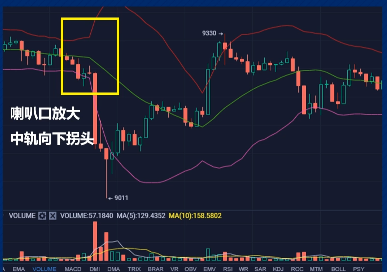 9330
喇叭口放大
中轨向下拐头
9011
VOLUME VOLUME:57.1840 MA(5):129.4352 MA(10):158.5802
EMA VOLUME MACD DMI DMA TRIX BRAR VR OBV EMV RSI WR SAR KDJ ROC MTM BOLL PSY